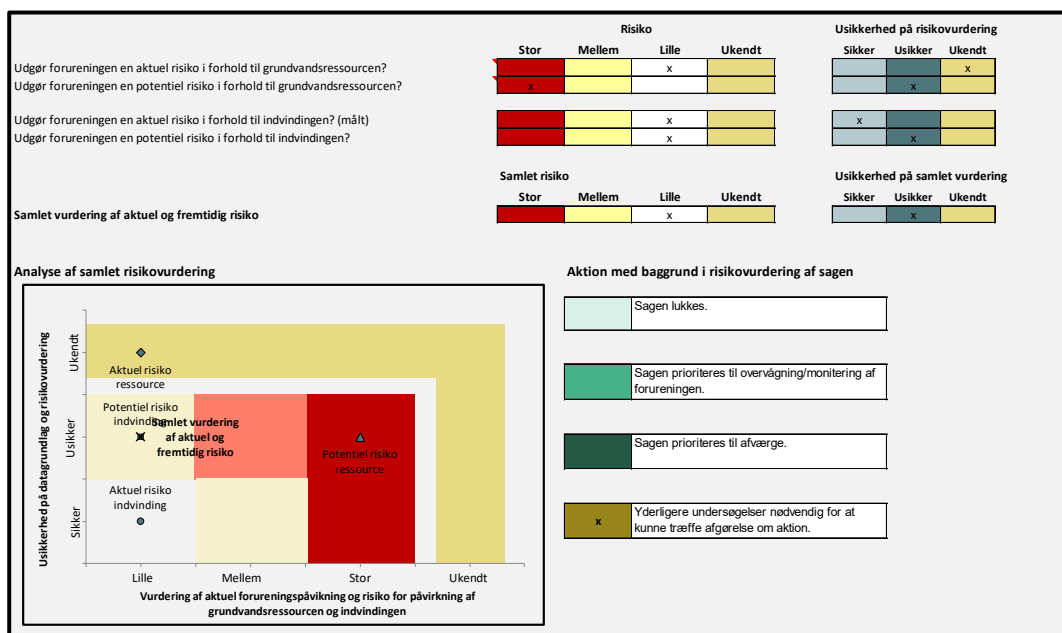 Risiko Usikkerhed på risikovurdering
Stor Mellem Lille Ukendt Sikker Usikker Ukendt
Udgør forureningen en aktuel risiko i forhold til grundvandsressourcen? x x
Udgør forureningen en potentiel risiko i forhold til grundvandsressourcen? x x
Udgør forureningen en aktuel risiko i forhold til indvindingen? (målt) x x
Udgør forureningen en potentiel risiko i forhold til indvindingen? x x
Samlet risiko Usikkerhed på samlet vurdering
Stor Mellem Lille Ukendt Sikker Usikker Ukendt
Samlet vurdering af aktuel og fremtidig risiko x x
Analyse af samlet risikovurdering
Usikkerhed på datagrundlag og risikovurdering
Ukendt
Usikker
Sikker
Aktuel risiko
ressource
Potentiel risiko
indvinding
Samlet vurdering
af aktuel og
fremtidig risiko
Potentiel risiko
ressource
Aktuel risiko
indvinding
Lille Mellem Stor Ukendt
Vurdering af aktuel forureningspåvikning og risiko for påvirkning af
grundvandsressourcen og indvindingen
Aktion med baggrund i risikovurdering af sagen
Sagen lukkes.
Sagen prioriteres til overvågning/monitering af
forureningen.
Sagen prioriteres til afværge.
x Yderligere undersøgelser nødvendig for at
kunne træffe afgørelse om aktion.